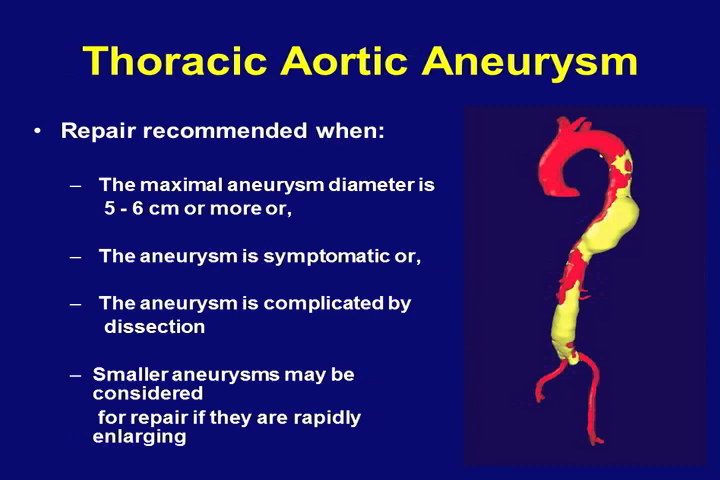 Thoracic Aortic Aneurysm
• Repair recommended when:
– The maximal aneurysm diameter is
5 - 6 cm or more or,
– The aneurysm is symptomatic or,
– The aneurysm is complicated by
dissection
– Smaller aneurysms may be
considered
for repair if they are rapidly
enlarging